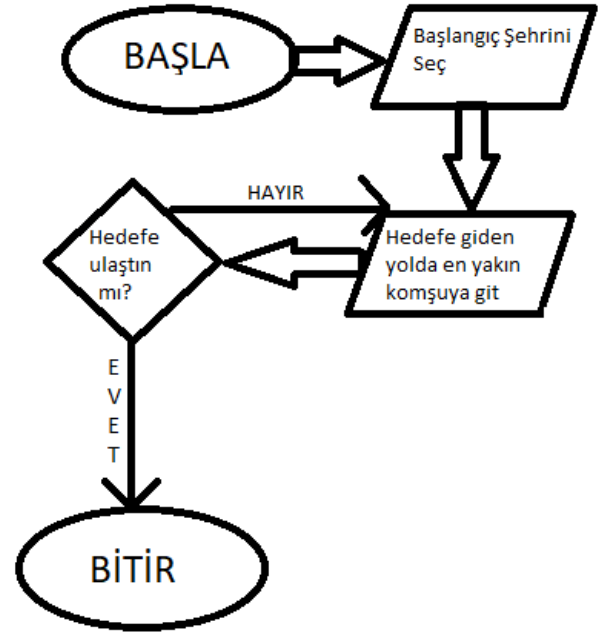 BAŞLA
Başlangıç Şehrini
Seç
HAYIR
Hedefe
ulaştın
mı?
Hedefe giden
yolda en yakın
komşuya git
E
V
E
T
BİTİR